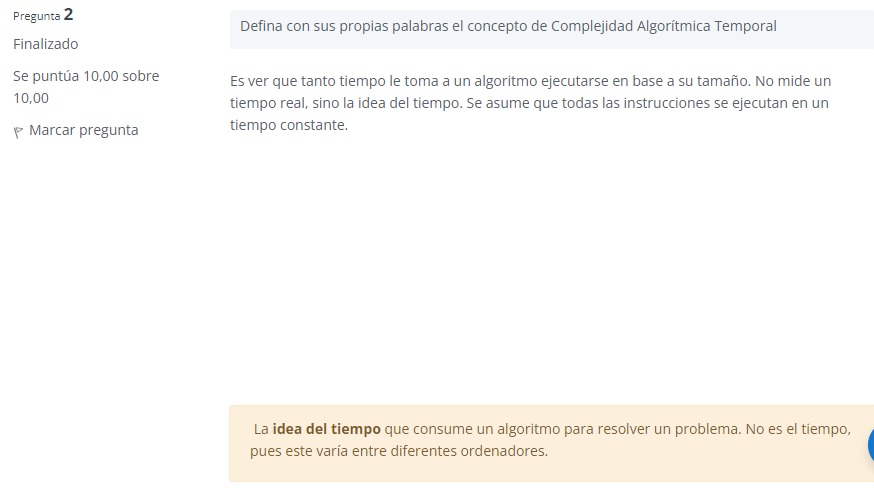 Pregunta 2
Finalizado
Se puntúa 10,00 sobre
10,00
Marcar pregunta
Defina con sus propias palabras el concepto de Complejidad Algorítmica Temporal
Es ver que tanto tiempo le toma a un algoritmo ejecutarse en base a su tamaño. No mide un
tiempo real, sino la idea del tiempo. Se asume que todas las instrucciones se ejecutan en un
tiempo constante.
La idea del tiempo que consume un algoritmo para resolver un problema. No es el tiempo,
pues este varía entre diferentes ordenadores.